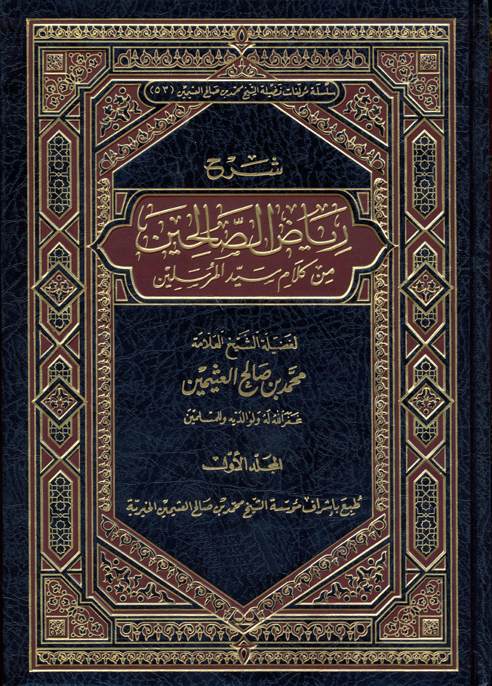 سلسلة مؤلفات فضيلة الشيخ محمد بن صالح العثيمين (٥٣)
شرح
رياض الصالحين
من كلام سيد المرسلين
لفضيلة الشيخ العلامة
محمد بن صالح العثيمين
غفر الله له ولوالديه وللمسلمين
المجلد الأول
طبع بإشراف مؤسسة الشيخ محمد بن صالح العثيمين الخيرية